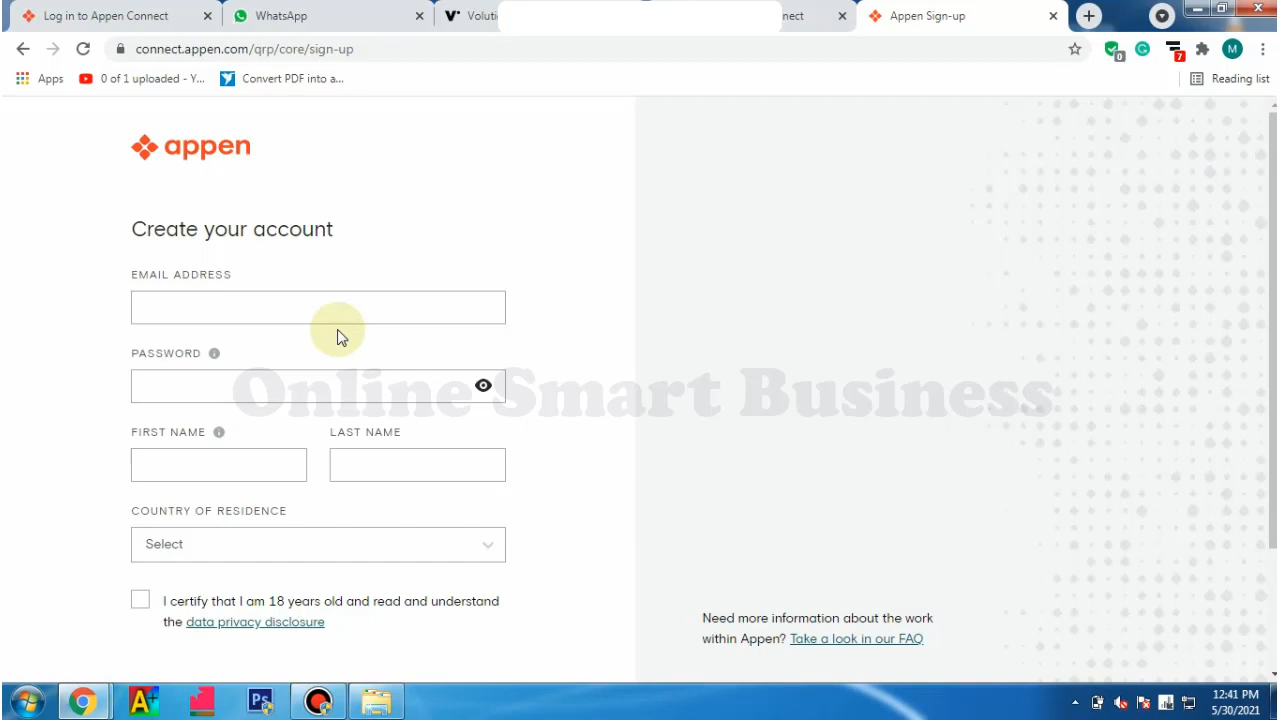 Log in to Appen Connect
WhatsApp
Voluti
nect
Appen Sign-up
connect.appen.com/qrp/core/sign-up
0
7
M
Apps
0 of 1 uploaded - Y...
Convert PDF into a...
Reading list
appen
Create your account
EMAIL ADDRESS
PASSWORD
Online Smart Business
FIRST NAME
LAST NAME
COUNTRY OF RESIDENCE
Select
I certify that I am 18 years old and read and understand
the data privacy disclosure
Need more information about the work
within Appen? Take a look in our FAQ
Ps
12:41 PM
5/30/2021